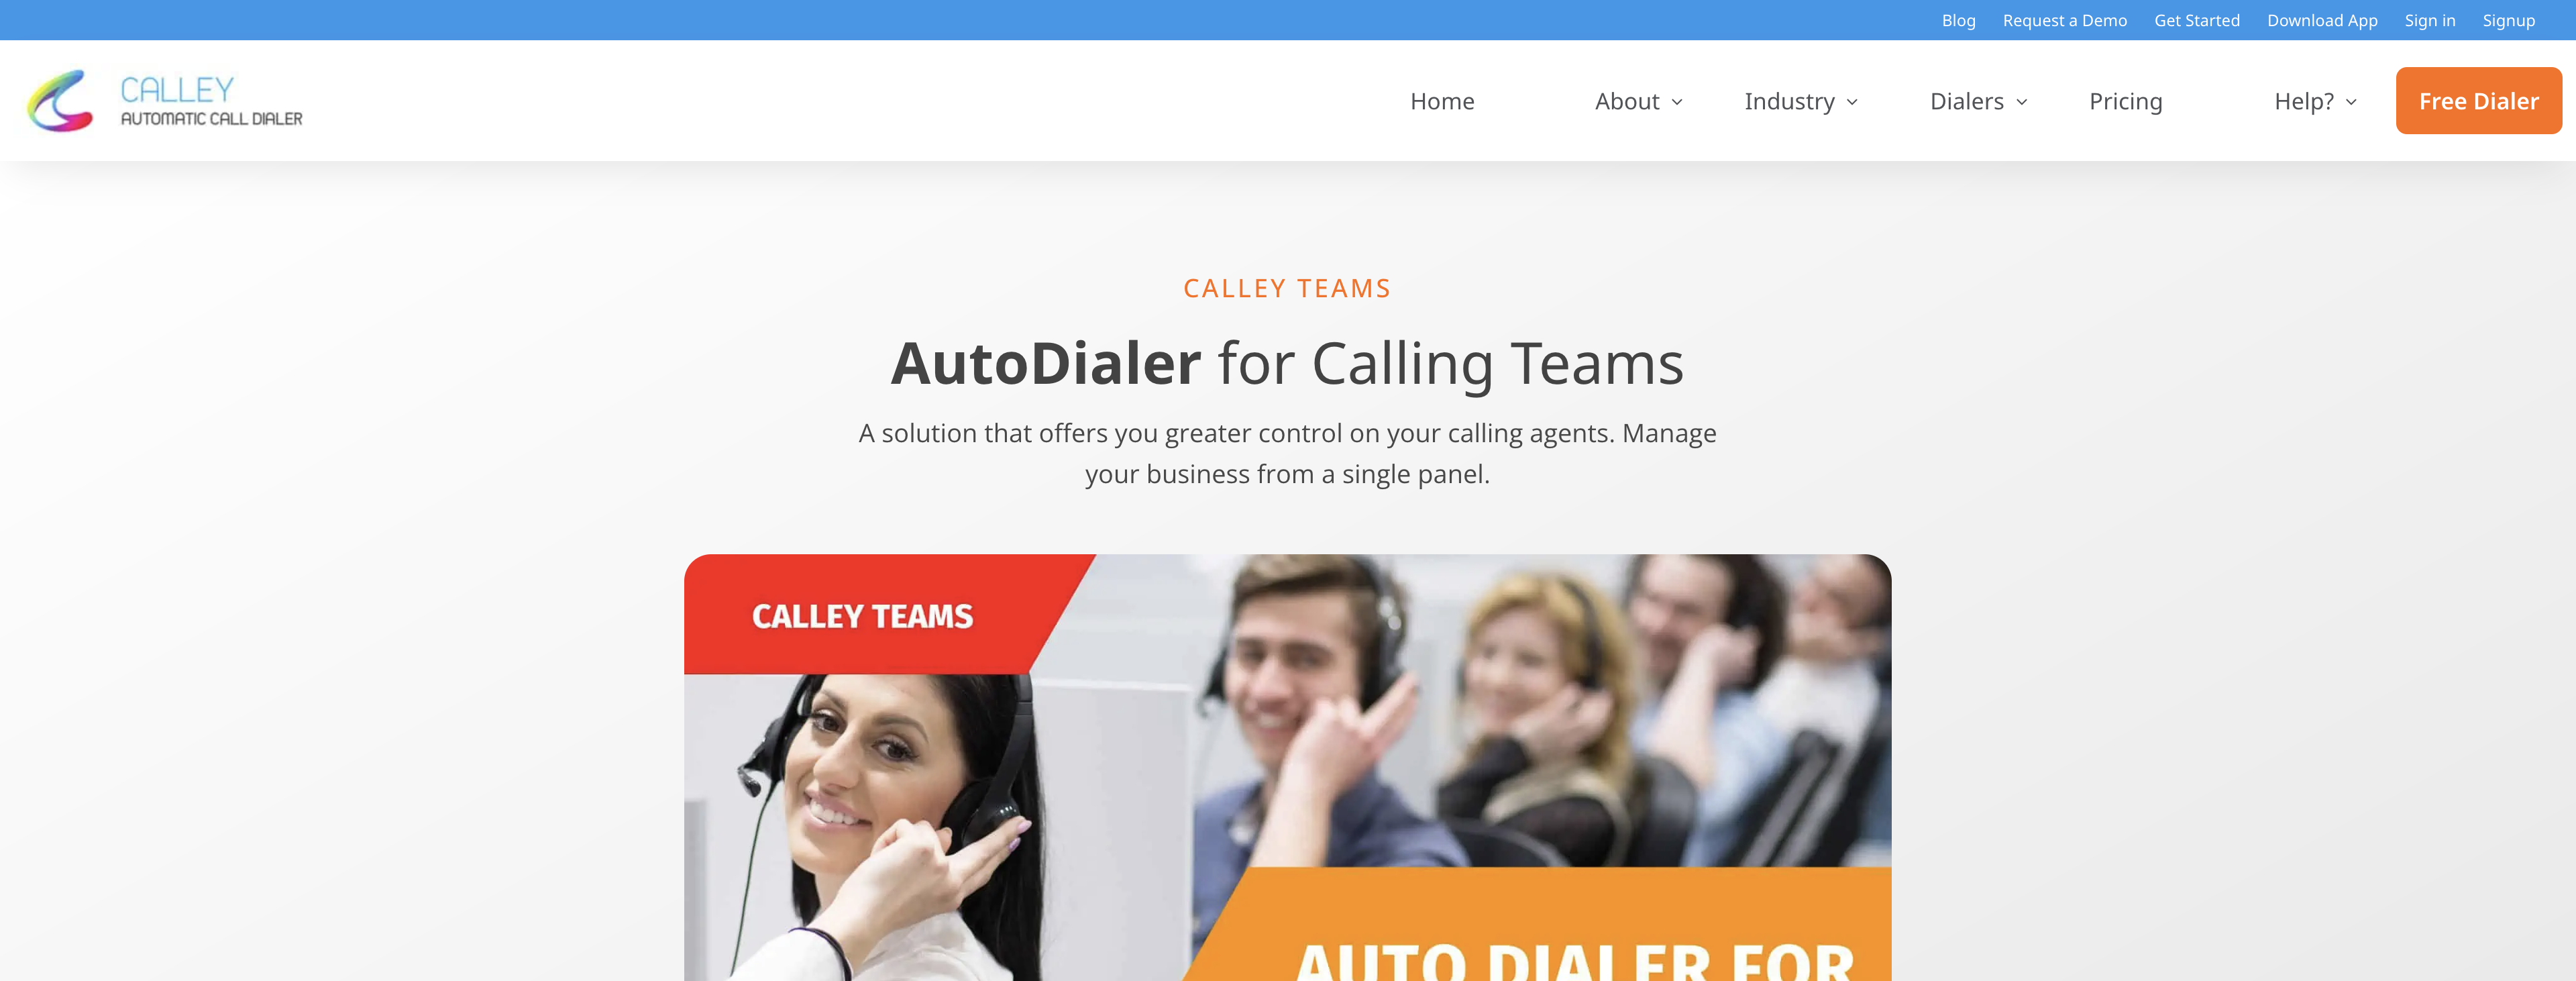 Blog Request a Demo Get Started Download App Sign in Signup
CALLEY
AUTOMATIC CALL DIALER
Home About Industry Dialers Pricing Help? Free Dialer
CALLEY TEAMS
AutoDialer for Calling Teams
A solution that offers you greater control on your calling agents. Manage
your business from a single panel.
CALLEY TEAMS
AUTO DIALER FOR